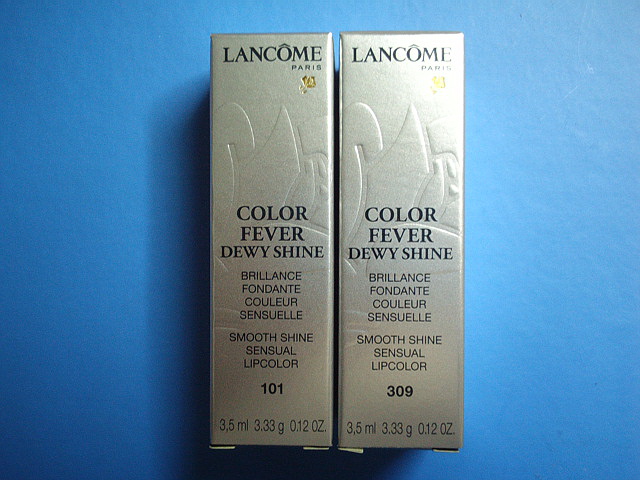 LANCÔME
PARIS
COLOR
FEVER
DEWY SHINE
BRILLANCE
FONDANTE
COULEUR
SENSUELLE
SMOOTH SHINE
SENSUAL
LIPCOLOR
101
3,5 ml 3.33 g 0.12 OZ.
LANCÔME
PARIS
COLOR
FEVER
DEWY SHINE
BRILLANCE
FONDANTE
COULEUR
SENSUELLE
SMOOTH SHINE
SENSUAL
LIPCOLOR
309
3,5 ml 3.33 g 0.12 OZ.